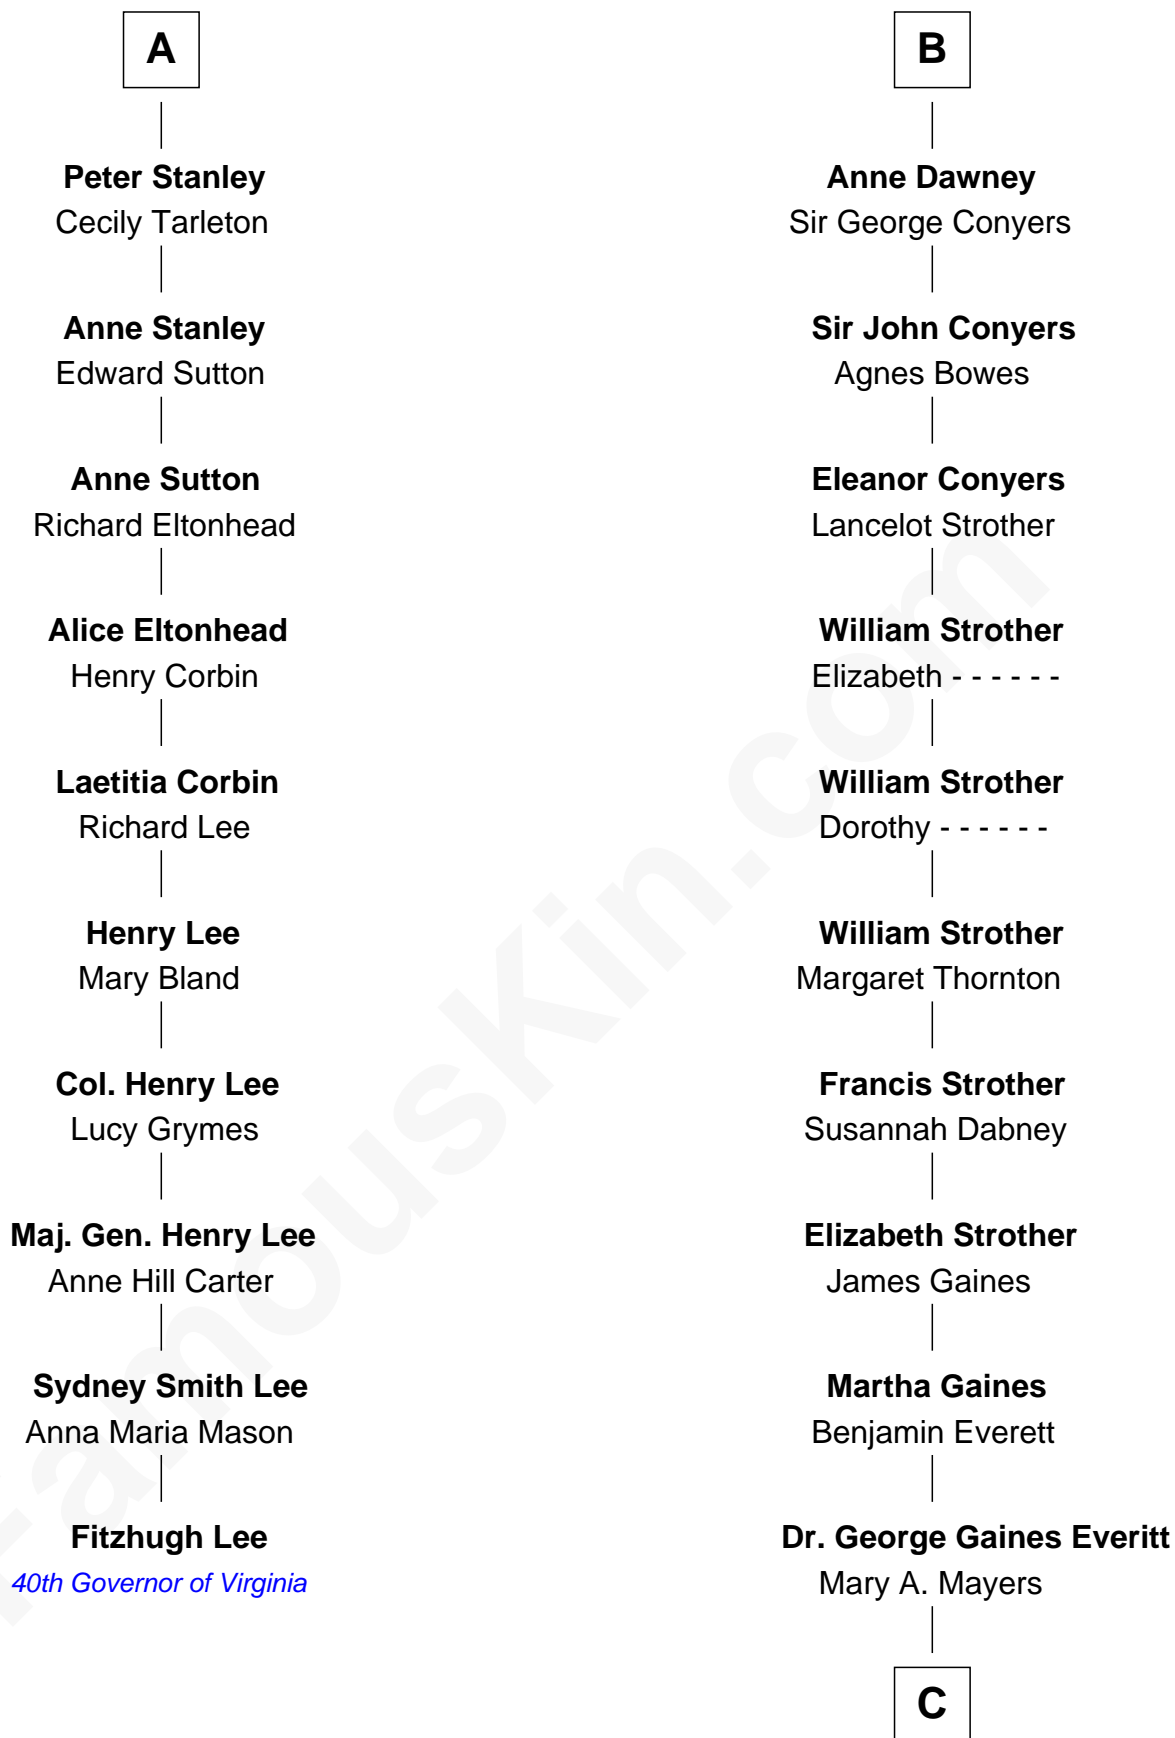 A
Peter Stanley
Cecily Tarleton
Anne Stanley
Edward Sutton
Anne Sutton
Richard Eltonhead
Alice Eltonhead
Henry Corbin
Laetitia Corbin
Richard Lee
Henry Lee
Mary Bland
Col. Henry Lee
Lucy Grymes
Maj. Gen. Henry Lee
Anne Hill Carter
Sydney Smith Lee
Anna Maria Mason
Fitzhugh Lee
40th Governor of Virginia
B
Anne Dawney
Sir George Conyers
Sir John Conyers
Agnes Bowes
Eleanor Conyers
Lancelot Strother
William Strother
Elizabeth - - - - - -
William Strother
Dorothy - - - - - -
William Strother
Margaret Thornton
Francis Strother
Susannah Dabney
Elizabeth Strother
James Gaines
Martha Gaines
Benjamin Everett
Dr. George Gaines Everitt
Mary A. Mayers
C
FamousKin.com